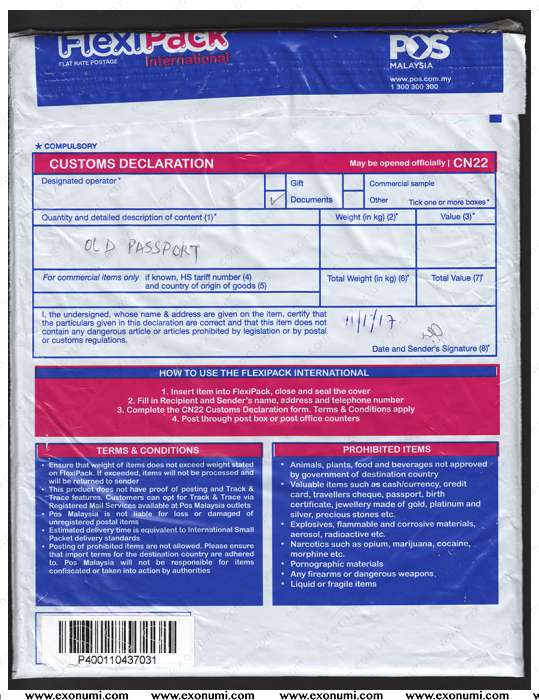 FlexiPack
FLAT RATE POSTAGE
International
POS
MALAYSIA
www.pos.com.my
1 300 300 300
* COMPULSORY
CUSTOMS DECLARATION
May be opened officially | CN22
Designated operator*
Gift
Commercial sample
✓ Documents
Other
Tick one or more boxes*
Quantity and detailed description of content (1)*
Weight (in kg) (2)*
Value (3)*
OLD PASSPORT
For commercial items only if known, HS tariff number (4)
and country of origin of goods (5)
Total Weight (in kg) (6)*
Total Value (7)*
I, the undersigned, whose name & address are given on the item, certify that
the particulars given in this declaration are correct and that this item does not
contain any dangerous article or articles prohibited by legislation or by postal
or customs regulations.
11/1/17.
Date and Sender's Signature (8)*
HOW TO USE THE FLEXIPACK INTERNATIONAL
1. Insert item into FlexiPack, close and seal the cover
2. Fill in Recipient and Sender's name, address and telephone number
3. Complete the CN22 Customs Declaration form. Terms & Conditions apply
4. Post through post box or post office counters
TERMS & CONDITIONS
• Ensure that weight of items does not exceed weight stated
on FlexiPack. If exceeded, items will not be processed and
will be returned to sender
• This product does not have proof of posting and Track &
Trace features. Customers can opt for Track & Trace via
Registered Mail Services available at Pos Malaysia outlets
• Pos Malaysia is not liable for loss or damaged of
unregistered postal items
• Estimated delivery time is equivalent to International Small
Packet delivery standards
• Posting of prohibited items are not allowed. Please ensure
that import terms for the destination country are adhered
to. Pos Malaysia will not be responsible for items
confiscated or taken into action by authorities
PROHIBITED ITEMS
• Animals, plants, food and beverages not approved
by government of destination country
• Valuable items such as cash/currency, credit
card, travellers cheque, passport, birth
certificate, jewellery made of gold, platinum and
silver, precious stones etc.
• Explosives, flammable and corrosive materials,
aerosol, radioactive etc.
• Narcotics such as opium, marijuana, cocaine,
morphine etc.
• Pornographic materials
• Any firearms or dangerous weapons
• Liquid or fragile items
P400110437031
www.exonumi.com www.exonumi.com www.exonumi.com www.exonumi.com